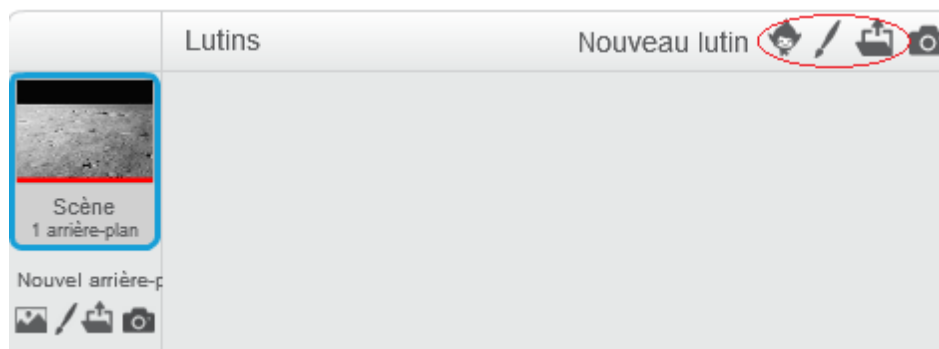 Lutins
Nouveau lutin
Scène
1 arrière-plan
Nouvel arrière-p